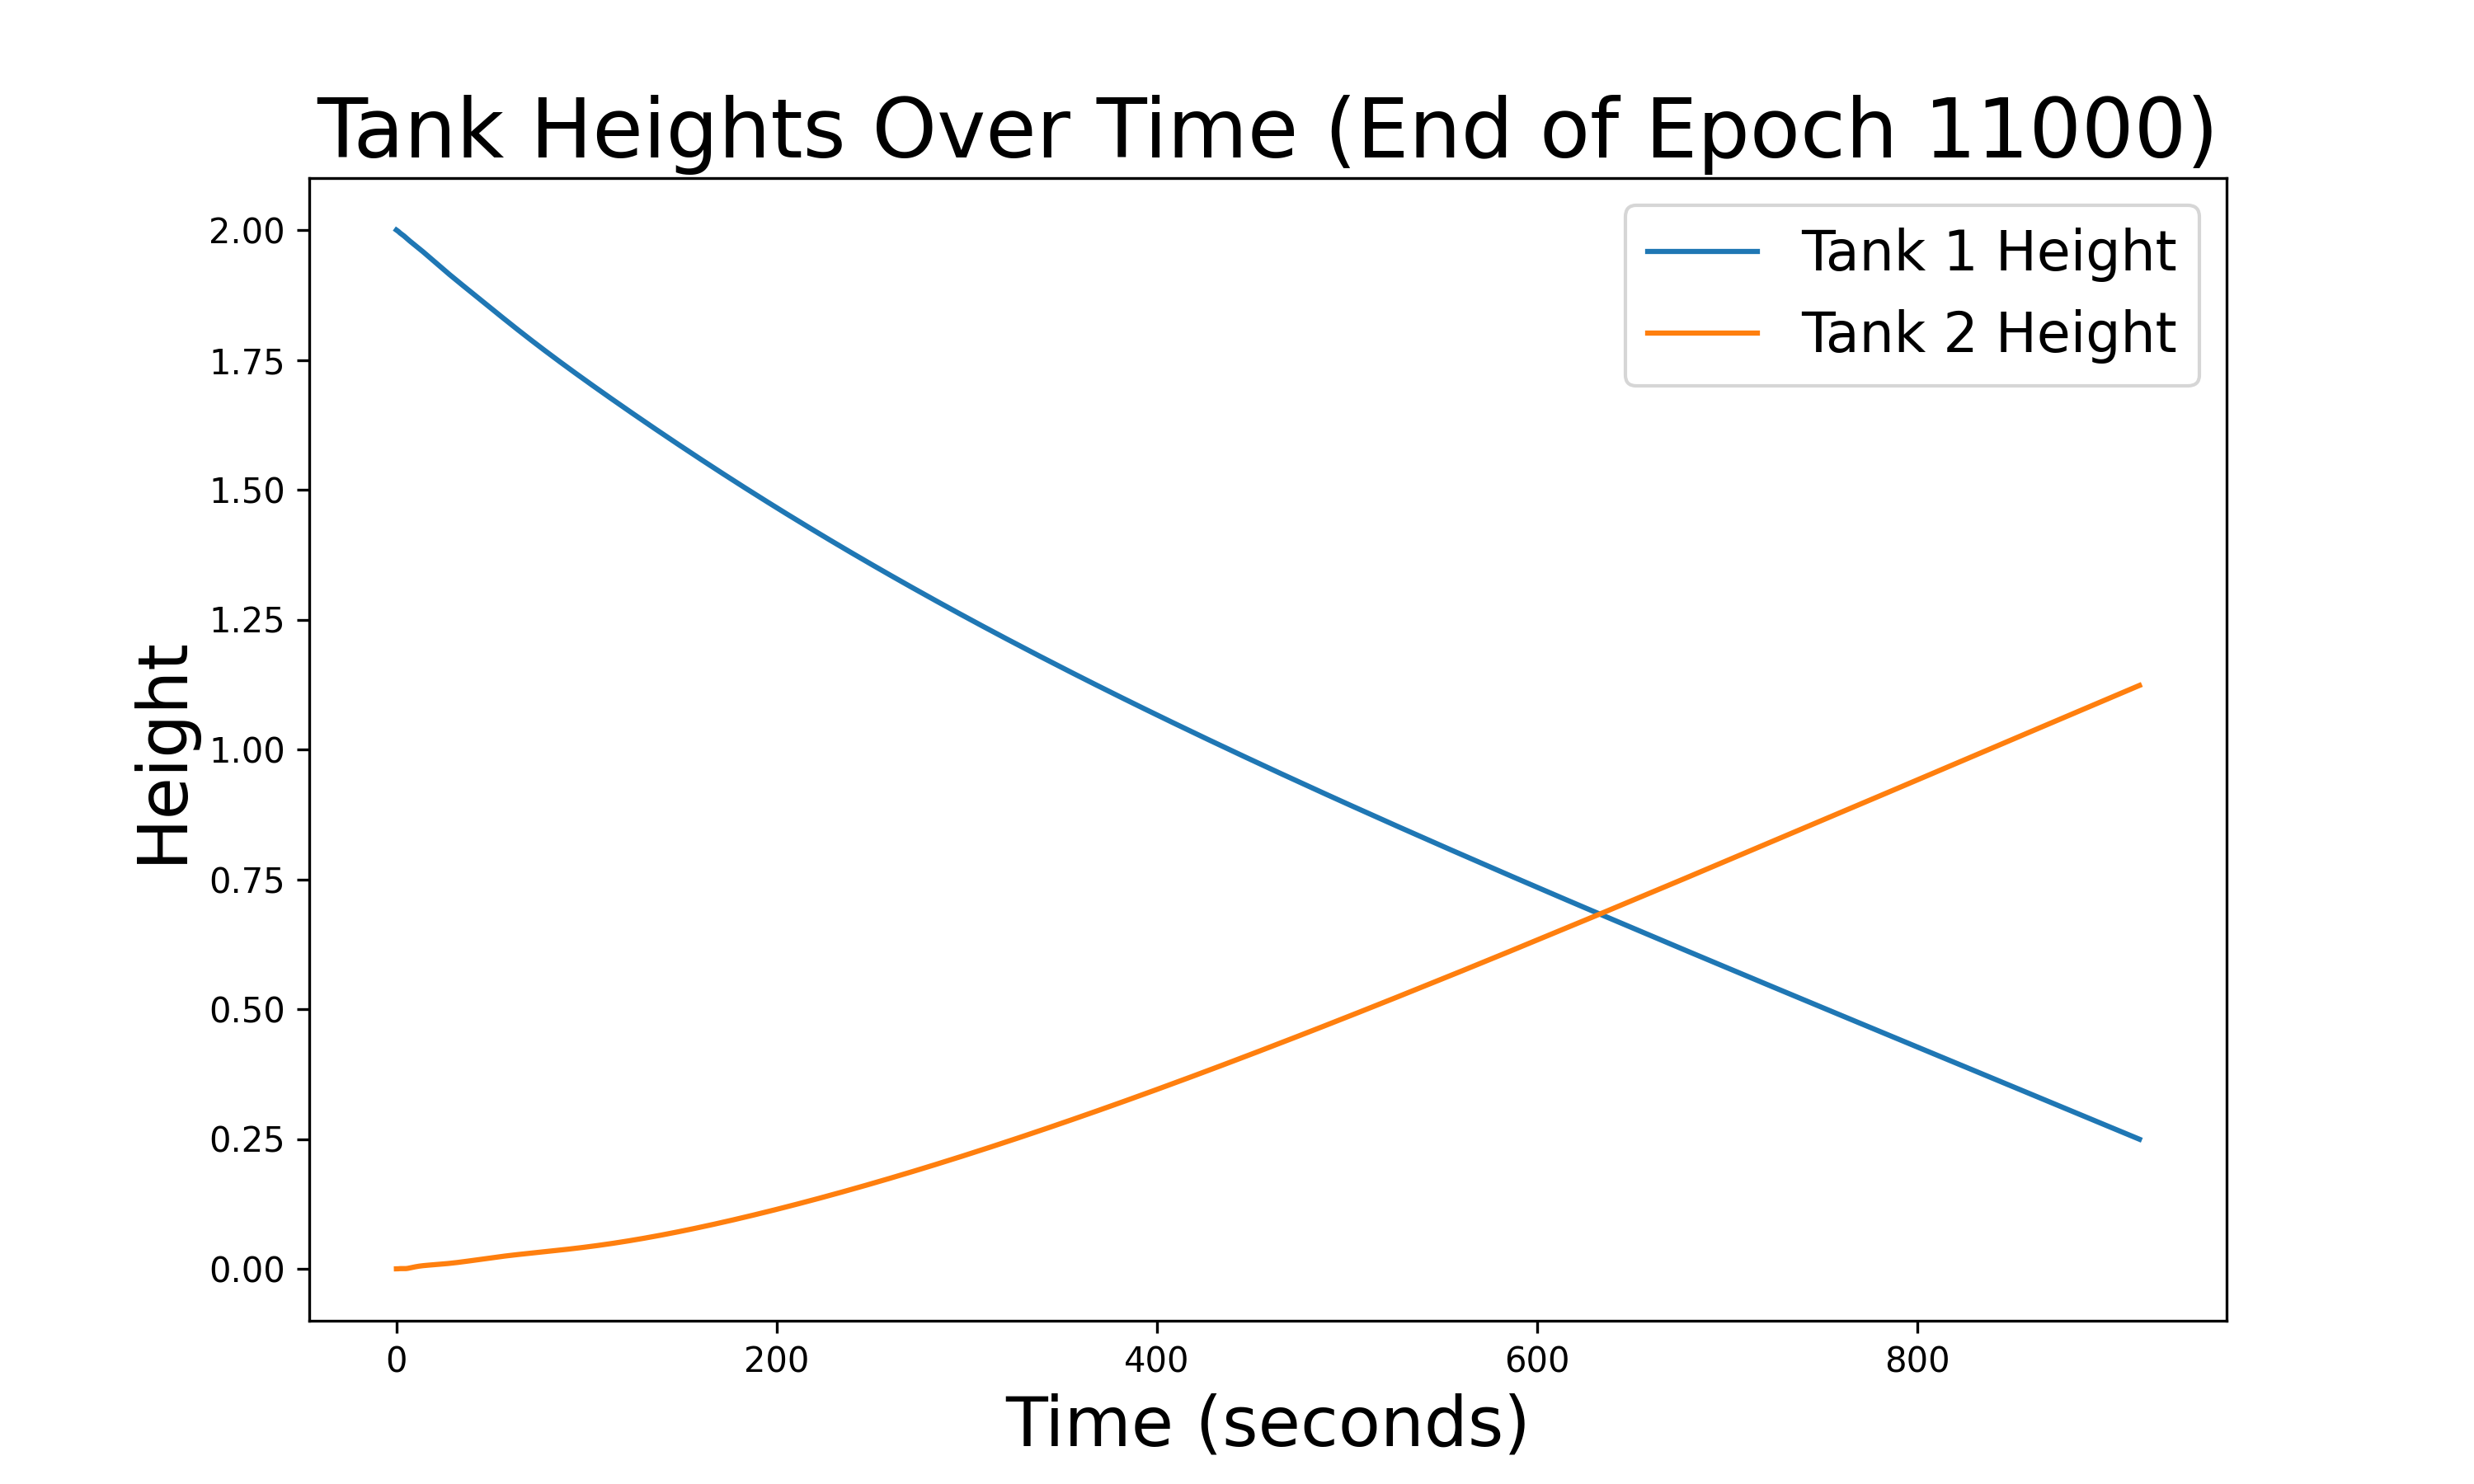 Tank Heights Over Time (End of Epoch 11000)
Tank 1 Height
Tank 2 Height
2.00
1.75
1.50
1.25
1.00
0.75
0.50
0.25
0.00
Height
0 200 400 600 800
Time (seconds)